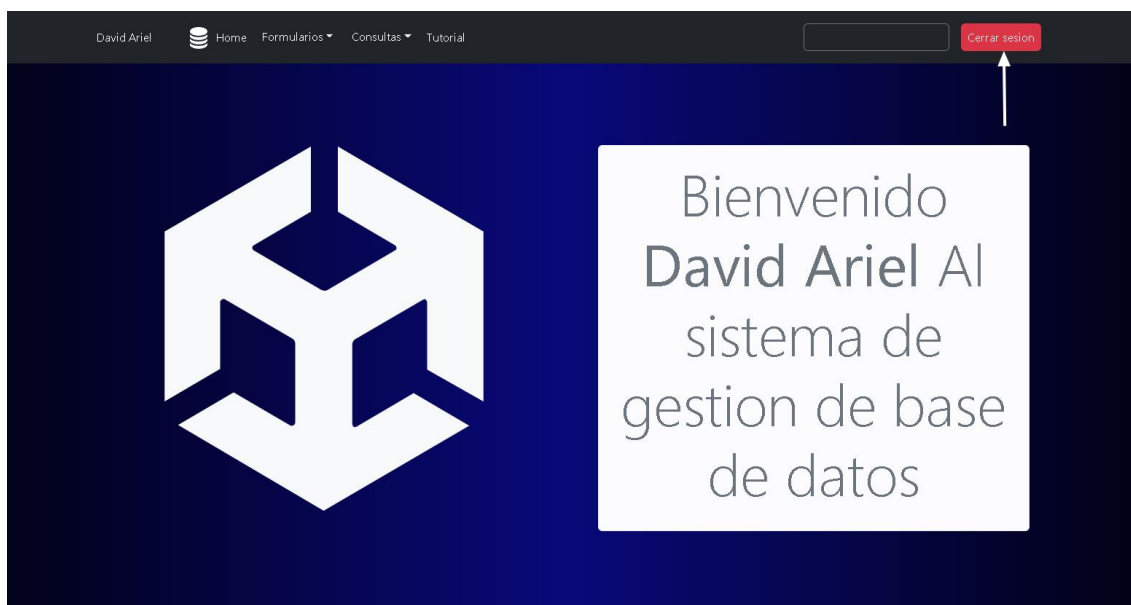 David Ariel Home Formularios Consultas Tutorial Cerrar sesion
Bienvenido
David Ariel Al
sistema de
gestion de base
de datos